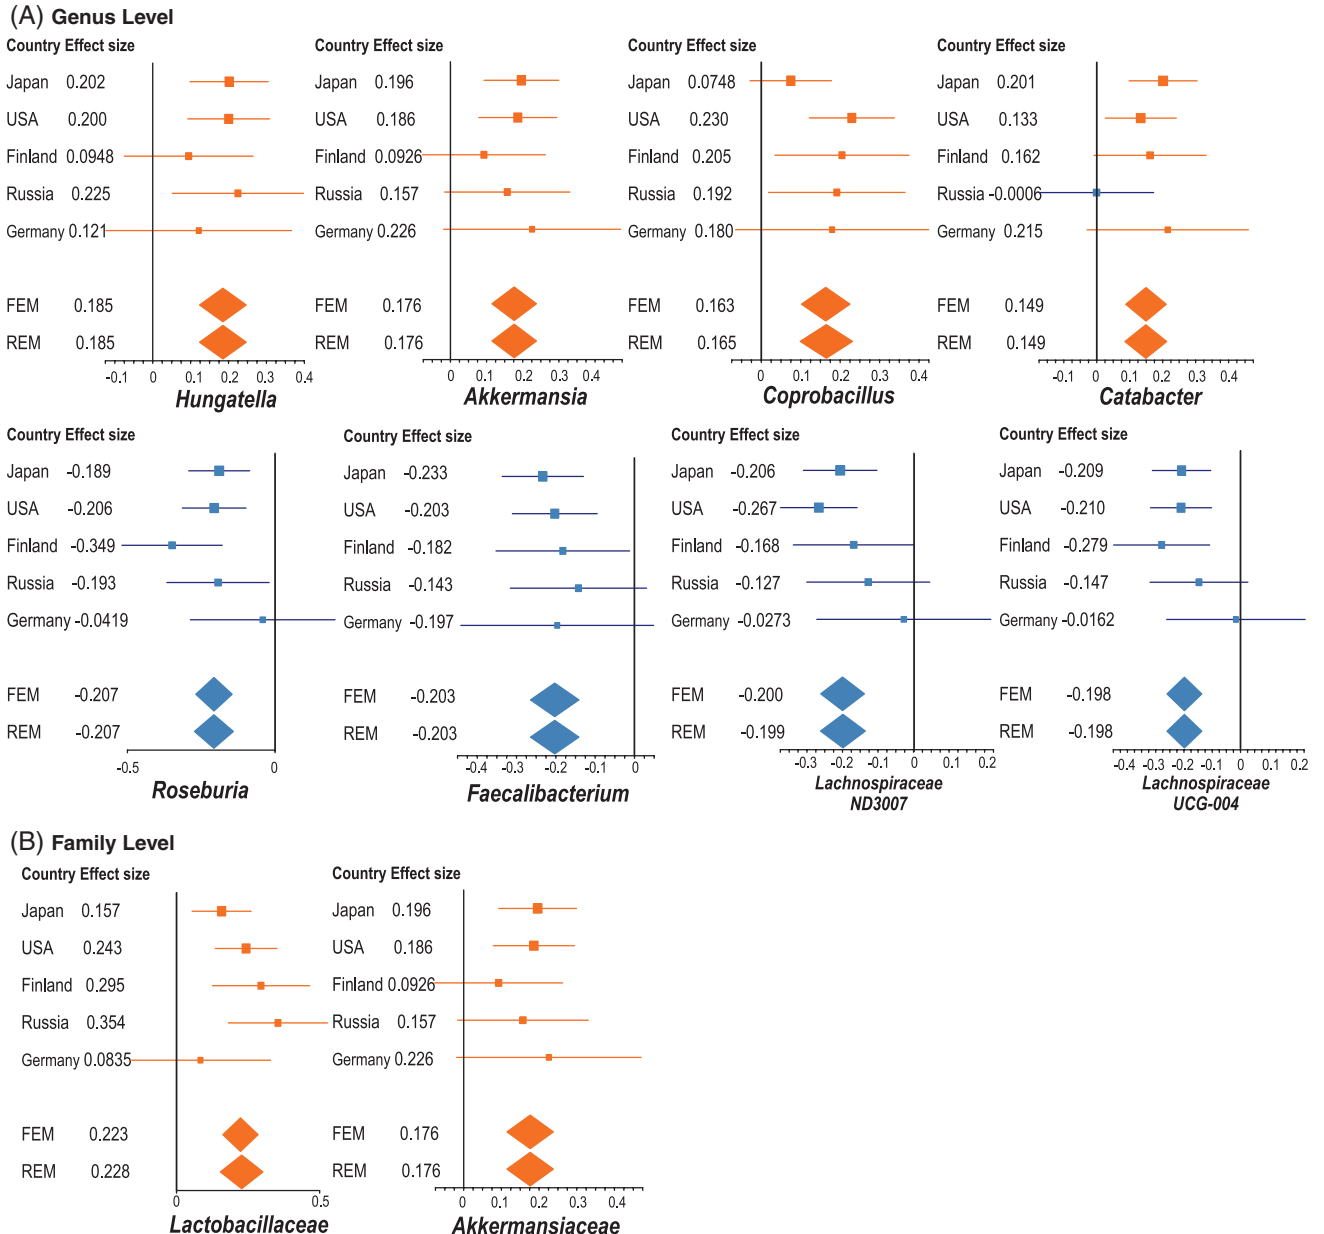 (A) Genus Level
Country Effect size
Japan 0.202
USA 0.200
Finland 0.0948
Russia 0.225
Germany 0.121
FEM 0.185
REM 0.185
-0.1 0 0.1 0.2 0.3 0.4
Hungatella
Country Effect size
Japan 0.196
USA 0.186
Finland 0.0926
Russia 0.157
Germany 0.226
FEM 0.176
REM 0.176
0 0.1 0.2 0.3 0.4
Akkermansia
Country Effect size
Japan 0.0748
USA 0.230
Finland 0.205
Russia 0.192
Germany 0.180
FEM 0.163
REM 0.165
0 0.1 0.2 0.3 0.4
Coprobacillus
Country Effect size
Japan 0.201
USA 0.133
Finland 0.162
Russia -0.0006
Germany 0.215
FEM 0.149
REM 0.149
-0.1 0 0.1 0.2 0.3 0.4
Catabacter
Country Effect size
Japan -0.189
USA -0.206
Finland -0.349
Russia -0.193
Germany -0.0419
FEM -0.207
REM -0.207
-0.5 0
Roseburia
Country Effect size
Japan -0.233
USA -0.203
Finland -0.182
Russia -0.143
Germany -0.197
FEM -0.203
REM -0.203
-0.4 -0.3 -0.2 -0.1 0
Faecalibacterium
Country Effect size
Japan -0.206
USA -0.267
Finland -0.168
Russia -0.127
Germany -0.0273
FEM -0.200
REM -0.199
-0.3 -0.2 -0.1 0 0.1 0.2
Lachnospiraceae
ND3007
Country Effect size
Japan -0.209
USA -0.210
Finland -0.279
Russia -0.147
Germany -0.0162
FEM -0.198
REM -0.198
-0.4 -0.3 -0.2 -0.1 0 0.1 0.2
Lachnospiraceae
UCG-004
(B) Family Level
Country Effect size
Japan 0.157
USA 0.243
Finland 0.295
Russia 0.354
Germany 0.0835
FEM 0.223
REM 0.228
0 0.5
Lactobacillaceae
Country Effect size
Japan 0.196
USA 0.186
Finland 0.0926
Russia 0.157
Germany 0.226
FEM 0.176
REM 0.176
0 0.1 0.2 0.3 0.4
Akkermansiaceae